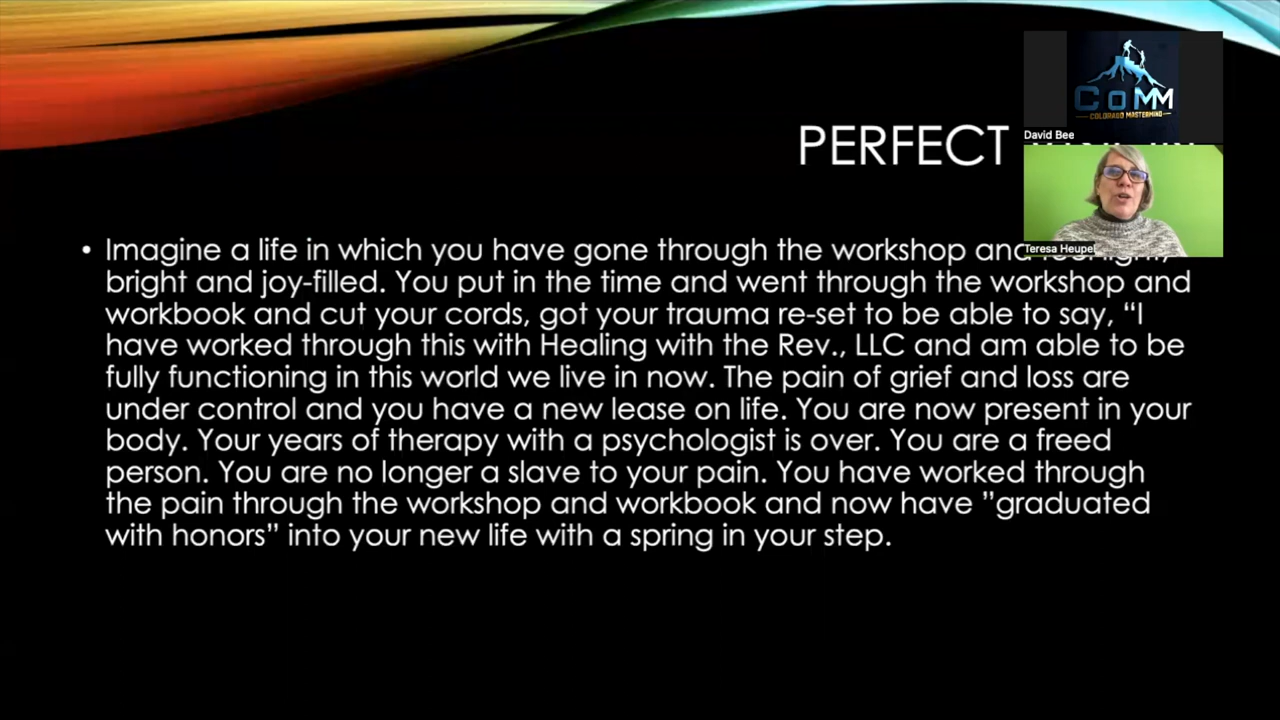 CoMM
COLORADO MASTERMIND
David Bee
PERFECT
Teresa Heupel
• Imagine a life in which you have gone through the workshop and
bright and joy-filled. You put in the time and went through the workshop and
workbook and cut your cords, got your trauma re-set to be able to say, “I
have worked through this with Healing with the Rev., LLC and am able to be
fully functioning in this world we live in now. The pain of grief and loss are
under control and you have a new lease on life. You are now present in your
body. Your years of therapy with a psychologist is over. You are a freed
person. You are no longer a slave to your pain. You have worked through
the pain through the workshop and workbook and now have ”graduated
with honors” into your new life with a spring in your step.